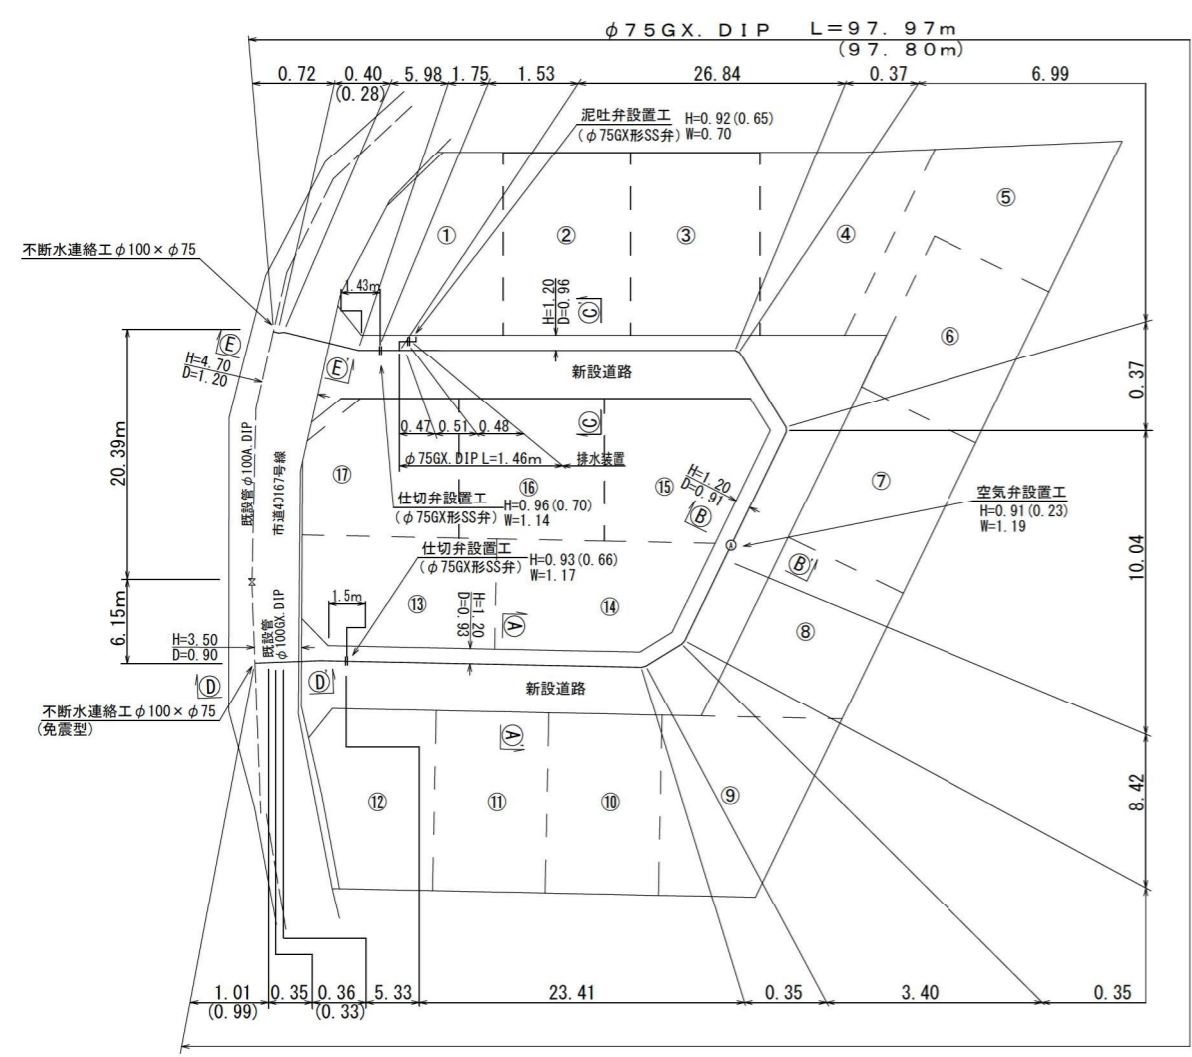 φ75GX. DIP L=97. 97m
(97. 80m)
0.72 0.40 5.98 1.75 1.53 26.84 0.37 6.99
(0.28)
泥吐弁設置工 H=0.92(0.65)
(φ75GX形SS弁) W=0.70
⑤
① ② ③ ④
不断水連絡工φ100×φ75
1.43m
H=1.20
D=0.96
C'
E
H=4.70
D=1.20
E'
新設道路
⑥
0.37
20.39m
既設管φ100A.DIP
市道4ﾛ167号線
C
0.47 0.51 0.48
φ75GX.DIP L=1.46m 排水装置
⑰ ⑯ ⑮
H=1.20
D=0.91
B
⑦
仕切弁設置工 H=0.96(0.70)
(φ75GX形SS弁) W=1.14
空気弁設置工
H=0.91(0.23)
W=1.19
A
仕切弁設置工 H=0.93(0.66)
(φ75GX形SS弁) W=1.17
B'
10.04
1.5m
⑬ ⑭
H=1.20
D=0.93
A
⑧
6.15m
既設管
φ100GX.DIP
H=3.50
D=0.90
D
D'
新設道路
不断水連絡工φ100×φ75
(免震型)
A'
⑫ ⑪ ⑩ ⑨
8.42
1.01 0.35 0.36 5.33 23.41 0.35 3.40 0.35
(0.99) (0.33)